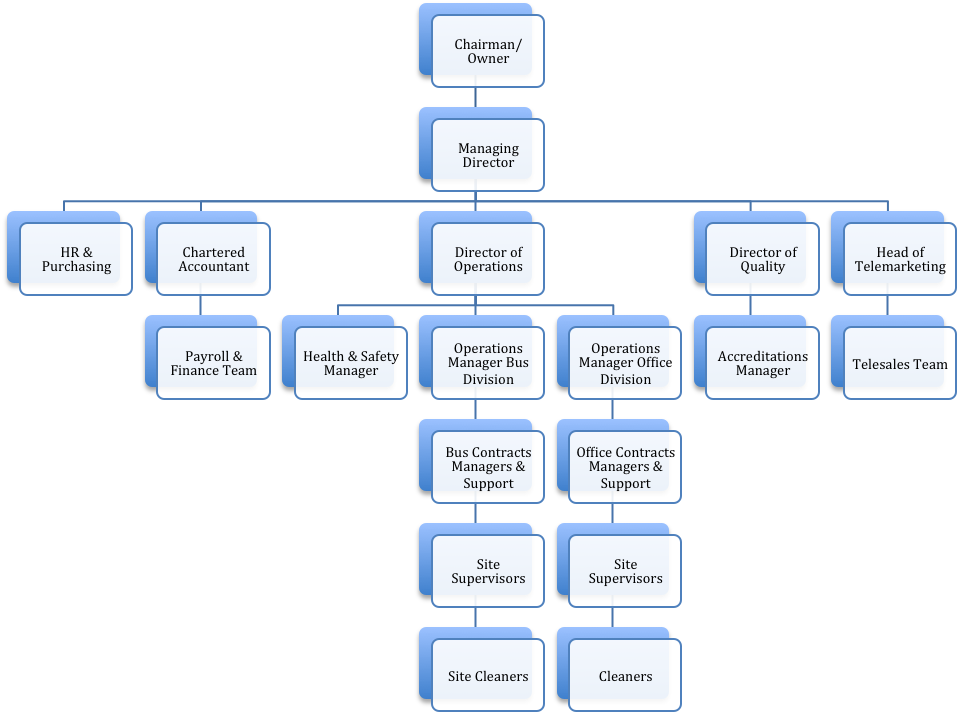 Chairman/
Owner
Managing
Director
HR &
Purchasing
Chartered
Accountant
Director of
Operations
Director of
Quality
Head of
Telemarketing
Payroll &
Finance Team
Health & Safety
Manager
Operations
Manager Bus
Division
Operations
Manager Office
Division
Accreditations
Manager
Telesales Team
Bus Contracts
Managers &
Support
Office Contracts
Managers &
Support
Site
Supervisors
Site
Supervisors
Site Cleaners
Cleaners